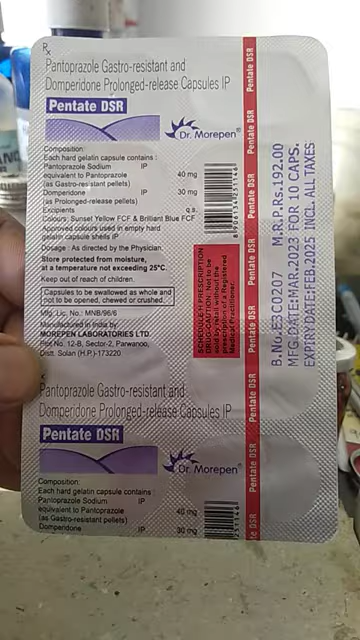 Rx
Pantoprazole Gastro-resistant and
Domperidone Prolonged-release Capsules IP
Pentate DSR
Dr. Morepen
Composition:
Each hard gelatin capsule contains :
Pantoprazole Sodium IP
equivalent to Pantoprazole 40 mg
(as Gastro-resistant pellets)
Domperidone IP 30 mg
(as Prolonged-release pellets)
Excipients q.s.
Colours: Sunset Yellow FCF & Brilliant Blue FCF
Approved colours used in empty hard
gelatin capsule shells IP
Dosage : As directed by the Physician.
Store protected from moisture,
at a temperature not exceeding 25°C.
Keep out of reach of children.
Capsules to be swallowed as whole and
not to be opened, chewed or crushed.
Mfg. Lic. No.: MNB/96/6
Manufactured in India by
MOREPEN LABORATORIES LTD.
Plot No. 12-B, Sector-2, Parwanoo,
Distt. Solan (H.P.)-173220
SCHEDULE H PRESCRIPTION
DRUG-CAUTION: Not to be
sold by retail without the
prescription of a Registered
Medical Practitioner.
Pentate DSR
Pentate DSR
Pentate DSR
Pentate DSR
Pentate DSR
Pentate DSR
B.No.E3C0207 M.R.P.RS.192.00
MFG.DATE:MAR.2023 FOR 10 CAPS.
EXP.:FEB.2025 INCL. ALL TAXES
Pantoprazole Gastro-resistant and
Domperidone Prolonged-release Capsules IP
Pentate DSR
Dr. Morepen
Composition:
Each hard gelatin capsule contains :
Pantoprazole Sodium IP
equivalent to Pantoprazole 40 mg
(as Gastro-resistant pellets)
Domperidone IP 30 mg